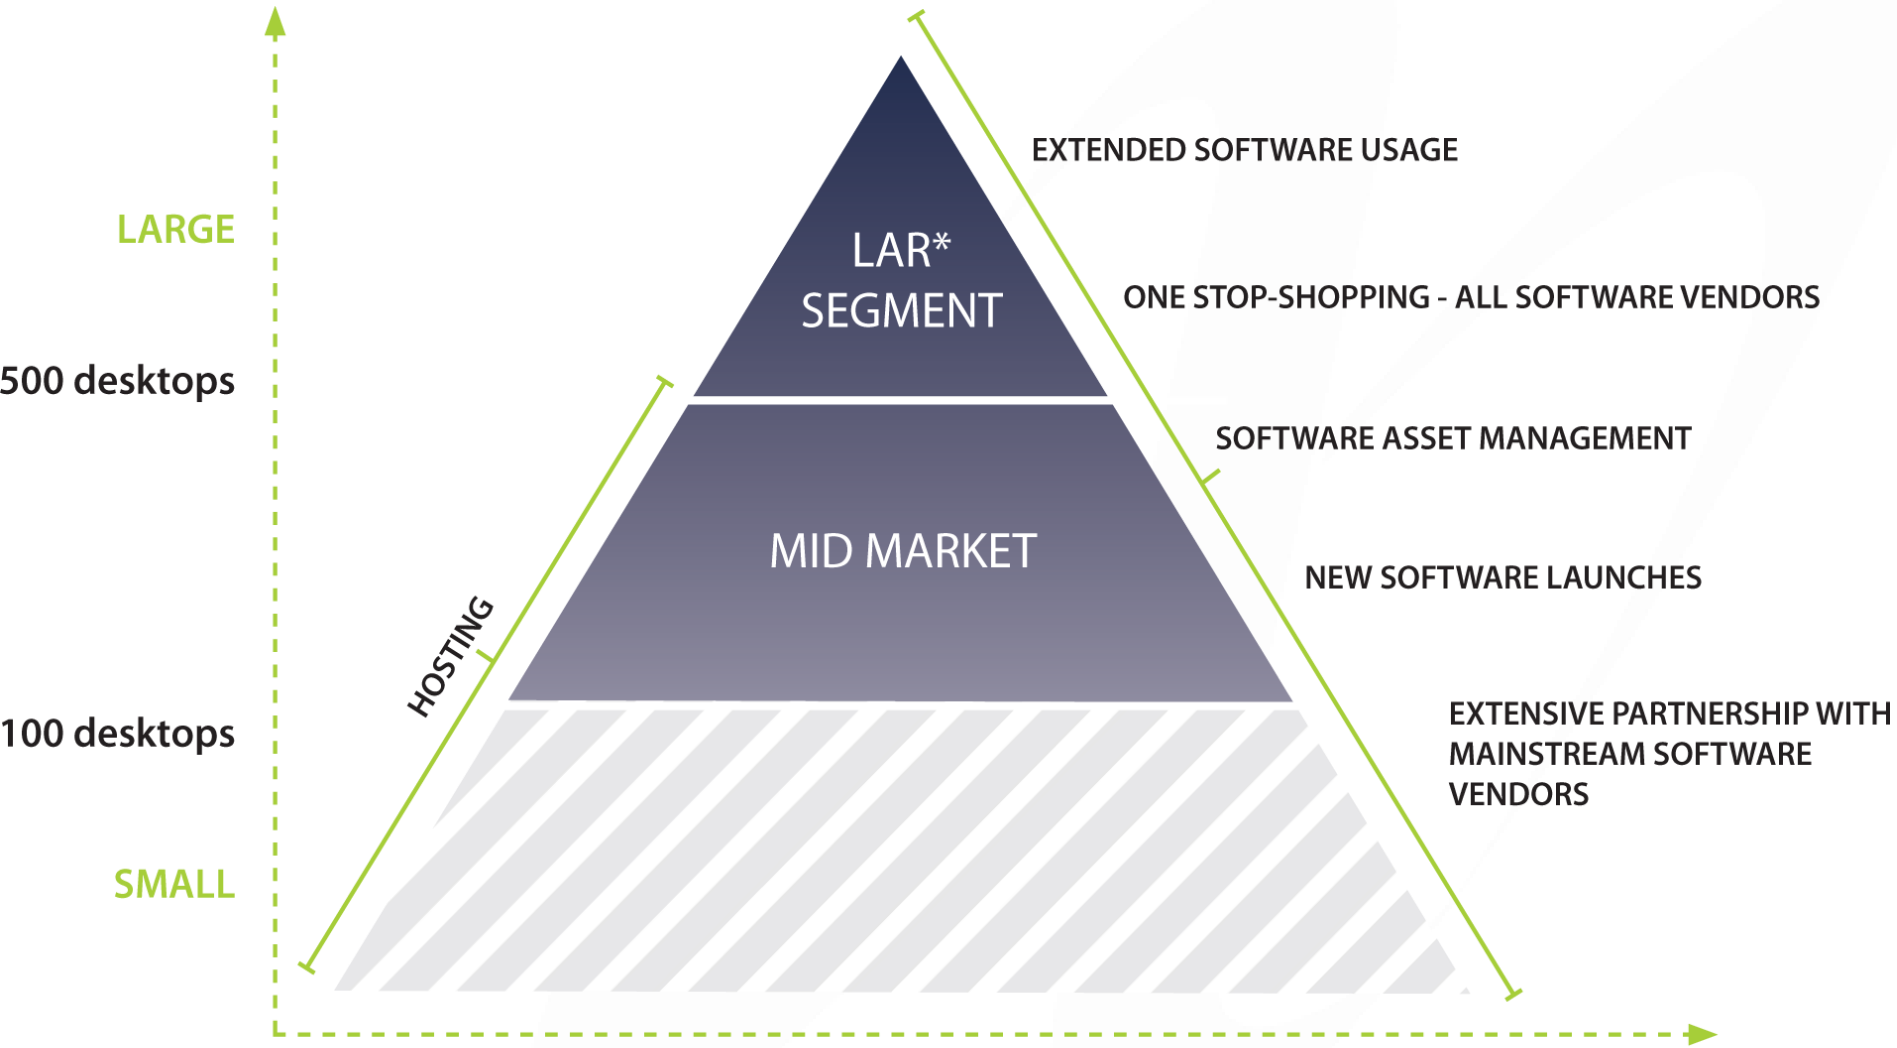 EXTENDED SOFTWARE USAGE
LARGE
LAR*
SEGMENT
ONE STOP-SHOPPING - ALL SOFTWARE VENDORS
500 desktops
SOFTWARE ASSET MANAGEMENT
MID MARKET
NEW SOFTWARE LAUNCHES
HOSTING
100 desktops
EXTENSIVE PARTNERSHIP WITH
MAINSTREAM SOFTWARE
VENDORS
SMALL